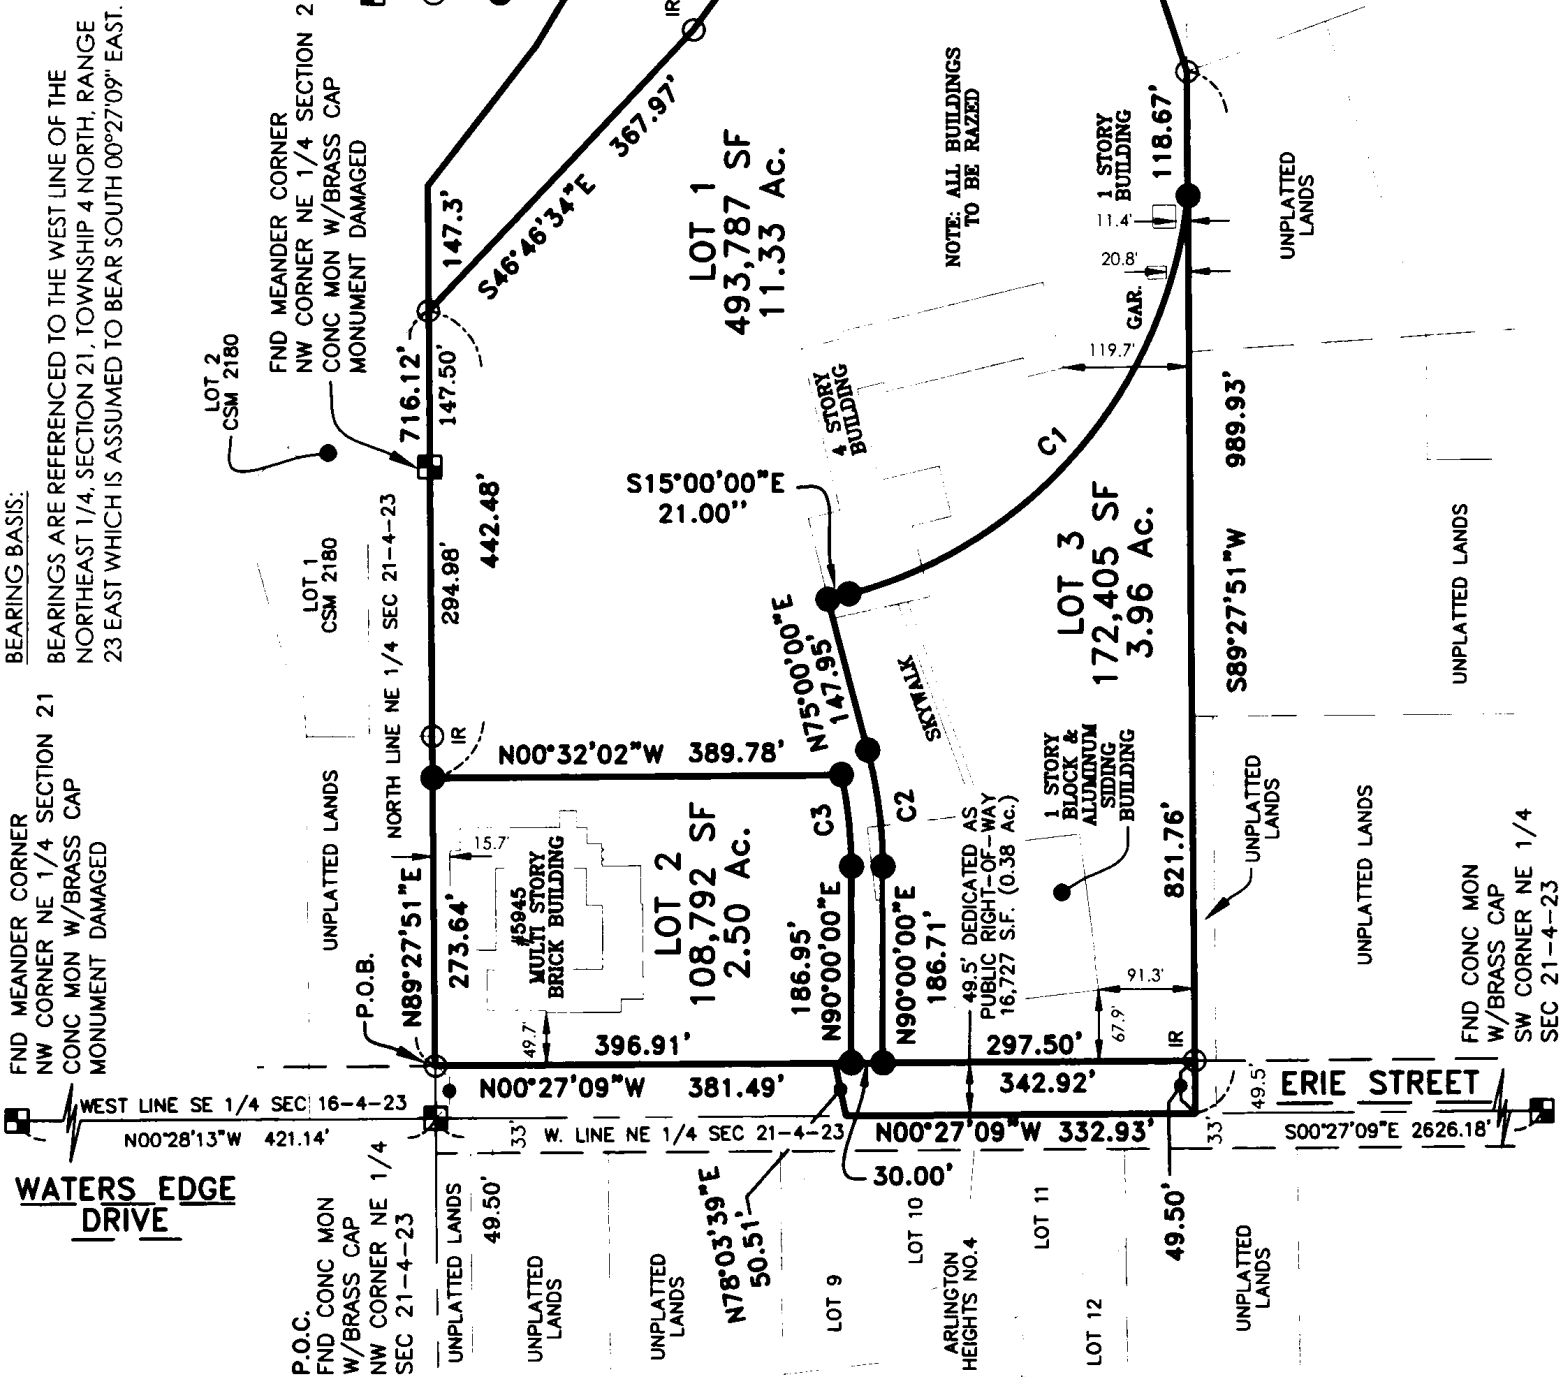 BEARING BASIS:
BEARINGS ARE REFERENCED TO THE WEST LINE OF THE
NORTHEAST 1/4, SECTION 21, TOWNSHIP 4 NORTH, RANGE
23 EAST WHICH IS ASSUMED TO BEAR SOUTH 00°27'09" EAST.
FND MEANDER CORNER
NW CORNER NE 1/4 SECTION 21
CONC MON W/BRASS CAP
MONUMENT DAMAGED
FND MEANDER CORNER
NW CORNER NE 1/4 SECTION 2
CONC MON W/BRASS CAP
MONUMENT DAMAGED
LOT 2
CSM 2180
LOT 1
CSM 2180
UNPLATTED LANDS
NORTH LINE NE 1/4 SEC 21-4-23
P.O.B.
N89°27'51"E
716.12'
273.64'
442.48'
294.98'
147.50'
147.3'
IR
IR
S46°46'34"E
367.97'
LOT 1
493,787 SF
11.33 Ac.
NOTE: ALL BUILDINGS
TO BE RAZED
1 STORY
BUILDING
118.67'
11.4'
20.8'
GAR.
119.7'
4 STORY
BUILDING
S15°00'00"E
21.00''
C1
LOT 3
172,405 SF
3.96 Ac.
SKYWALK
N75°00'00"E
147.95'
N00°32'02"W 389.78'
15.7'
#5945
MULTI STORY
BRICK BUILDING
49.7'
LOT 2
108,792 SF
2.50 Ac.
C3
C2
186.95'
N90°00'00"E
N90°00'00"E
186.71'
49.5' DEDICATED AS
PUBLIC RIGHT-OF-WAY
16,727 S.F. (0.38 Ac.)
1 STORY
BLOCK &
ALUMINUM
SIDING
BUILDING
91.3'
67.9'
821.76'
S89°27'51"W
989.93'
UNPLATTED
LANDS
UNPLATTED LANDS
UNPLATTED
LANDS
UNPLATTED LANDS
396.91'
297.50'
IR
N00°27'09"W 381.49'
342.92'
49.5'
ERIE STREET
WEST LINE SE 1/4 SEC 16-4-23
N00°28'13"W 421.14'
33'
W. LINE NE 1/4 SEC 21-4-23
N00°27'09"W 332.93'
33'
S00°27'09"E 2626.18'
WATERS EDGE
DRIVE
30.00'
N78°03'39"E
50.51'
49.50'
49.50'
P.O.C.
FND CONC MON
W/BRASS CAP
NW CORNER NE 1/4
SEC 21-4-23
FND CONC MON
W/BRASS CAP
SW CORNER NE 1/4
SEC 21-4-23
UNPLATTED LANDS
UNPLATTED
LANDS
UNPLATTED
LANDS
LOT 9
LOT 10
ARLINGTON
HEIGHTS NO.4
LOT 11
LOT 12
UNPLATTED
LANDS